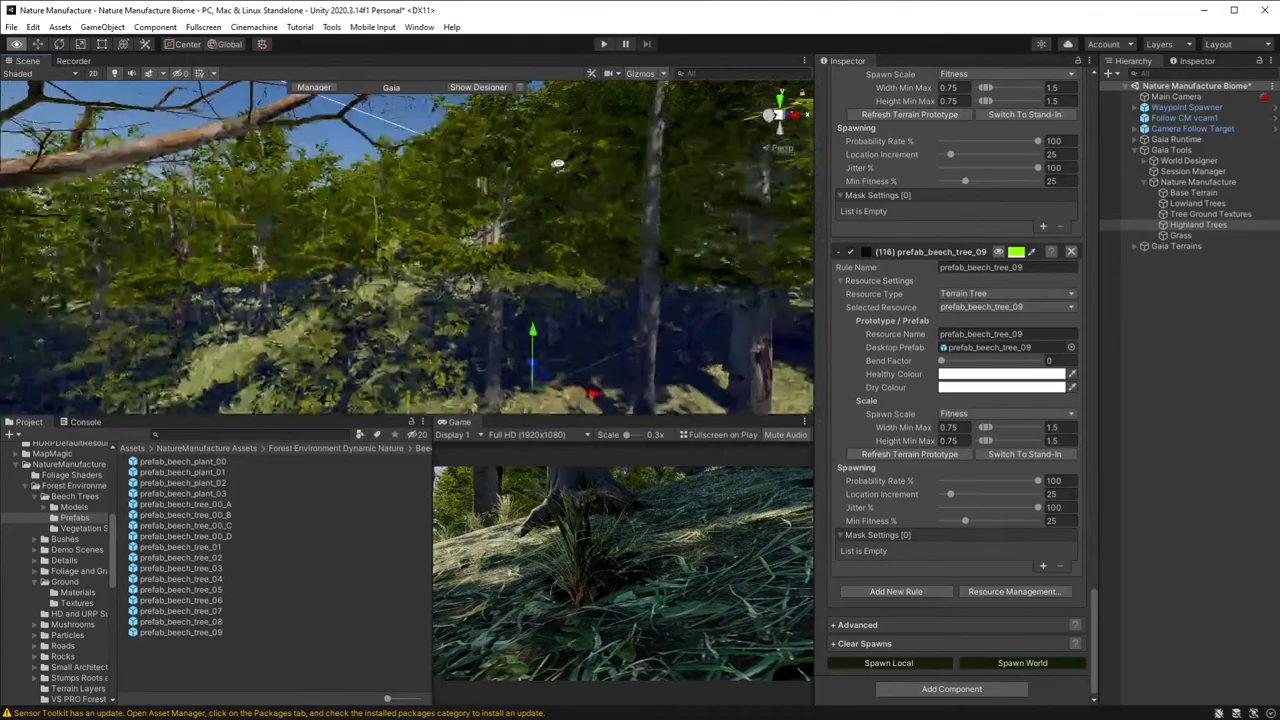 Nature Manufacture - Nature Manufacture Biome - PC, Mac & Linux Standalone - Unity 2020.3.14f1 Personal* <DX11>
File Edit Assets GameObject Component Fullscreen Cinemachine Tutorial Tools Mobile Input Window Help
Center Global Account Layers Layout
Scene Recorder
Shaded 2D 0 Gizmos All
Manager Gaia Show Designer
y
x
Persp
Project Console
20
HURPDefaultResou
MapMagic
NatureManufacture
Foliage Shaders
Forest Environme
Beech Trees
Models
Prefabs
Vegetation S
Bushes
Demo Scenes
Details
Foliage and Gra
Ground
Materials
Textures
HD and URP Su
Mushrooms
Particles
Roads
Rocks
Small Architect
Stumps Roots a
Terrain Layers
VS PRO Forest
Assets > NatureManufacture Assets > Forest Environment Dynamic Nature > Bee
prefab_beech_plant_00
prefab_beech_plant_01
prefab_beech_plant_02
prefab_beech_plant_03
prefab_beech_tree_00_A
prefab_beech_tree_00_B
prefab_beech_tree_00_C
prefab_beech_tree_00_D
prefab_beech_tree_01
prefab_beech_tree_02
prefab_beech_tree_03
prefab_beech_tree_04
prefab_beech_tree_05
prefab_beech_tree_06
prefab_beech_tree_07
prefab_beech_tree_08
prefab_beech_tree_09
Game
Display 1 Full HD (1920x1080) Scale 0.3x Fullscreen on Play Mute Audio
Inspector
Spawn Scale Fitness
Width Min Max 0.75 1.5
Height Min Max 0.75 1.5
Refresh Terrain Prototype Switch To Stand-In
Spawning
Probability Rate % 100
Location Increment 25
Jitter % 100
Min Fitness % 25
Mask Settings [0]
List is Empty
+ −
- (116) prefab_beech_tree_09 ? X
Rule Name prefab_beech_tree_09
Resource Settings
Resource Type Terrain Tree
Selected Resource prefab_beech_tree_09
Prototype / Prefab
Resource Name prefab_beech_tree_09
Desktop Prefab prefab_beech_tree_09
Bend Factor 0
Healthy Colour
Dry Colour
Scale
Spawn Scale Fitness
Width Min Max 0.75 1.5
Height Min Max 0.75 1.5
Refresh Terrain Prototype Switch To Stand-In
Spawning
Probability Rate % 100
Location Increment 25
Jitter % 100
Min Fitness % 25
Mask Settings [0]
List is Empty
+ −
Add New Rule Resource Management...
+ Advanced ?
+ Clear Spawns ?
Spawn Local Spawn World
Add Component
Hierarchy Inspector
All
Nature Manufacture Biome*
Main Camera
Waypoint Spawner
Follow CM vcam1
Camera Follow Target
Gaia Runtime
Gaia Tools
World Designer
Session Manager
Nature Manufacture
Base Terrain
Lowland Trees
Tree Ground Textures
Highland Trees
Grass
Gaia Terrains
Sensor Toolkit has an update. Open Asset Manager, click on the Packages tab, and check the installed packages category to install an update.